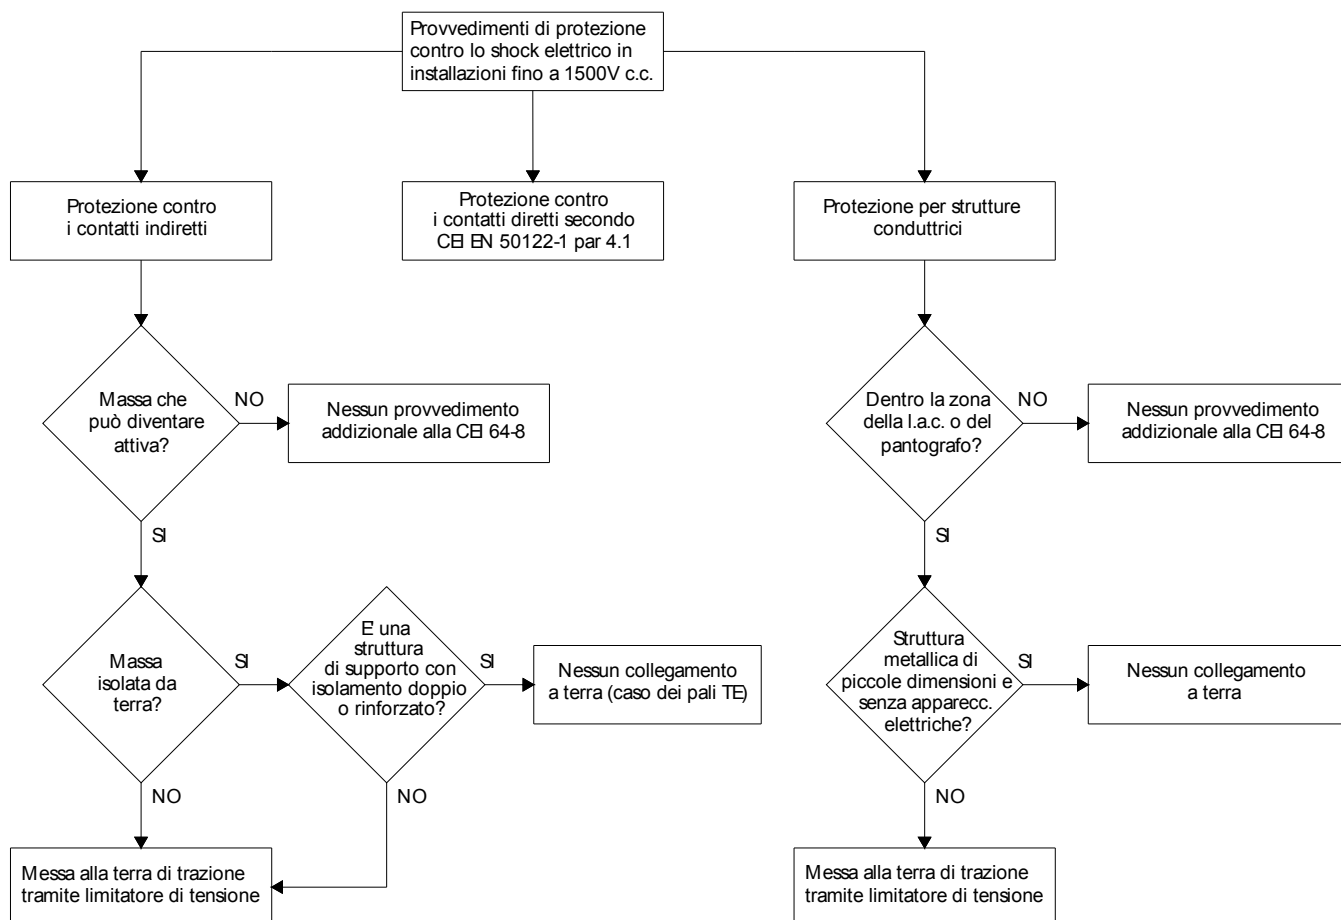 Provvedimenti di protezione
contro lo shock elettrico in
installazioni fino a 1500V c.c.
Protezione contro
i contatti indiretti
Protezione contro
i contatti diretti secondo
CEI EN 50122-1 par 4.1
Protezione per strutture
conduttrici
Massa che
può diventare
attiva?
NO
Nessun provvedimento
addizionale alla CEI 64-8
Dentro la zona
della l.a.c. o del
pantografo?
NO
Nessun provvedimento
addizionale alla CEI 64-8
SI
SI
Massa
isolata da
terra?
SI
E' una
struttura
di supporto con
isolamento doppio
o rinforzato?
SI
Nessun collegamento
a terra (caso dei pali TE)
Struttura
metallica di
piccole dimensioni e
senza apparecc.
elettriche?
SI
Nessun collegamento
a terra
NO
NO
NO
Messa alla terra di trazione
tramite limitatore di tensione
Messa alla terra di trazione
tramite limitatore di tensione